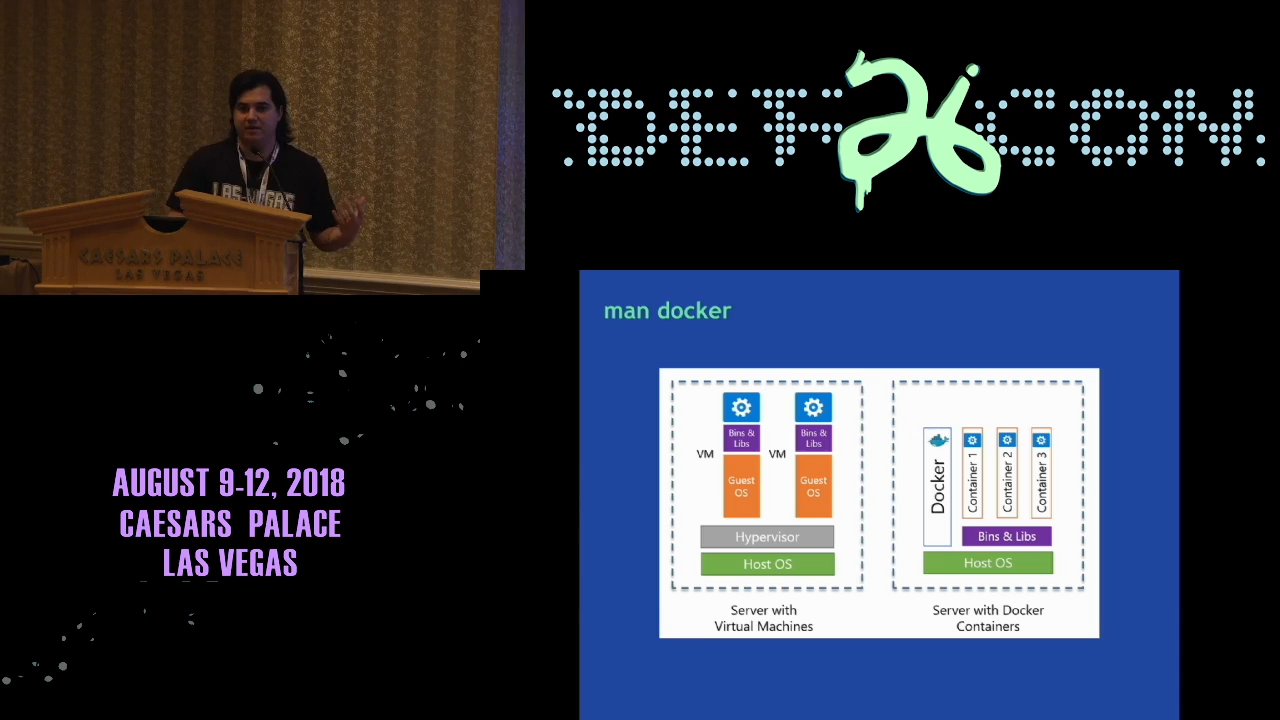 LAS VEGAS
CAESARS PALACE
LAS VEGAS
DEF 26 CON
AUGUST 9-12, 2018
CAESARS PALACE
LAS VEGAS
man docker
VM
Bins &
Libs
Guest
OS
VM
Bins &
Libs
Guest
OS
Hypervisor
Host OS
Server with
Virtual Machines
Docker
Container 1
Container 2
Container 3
Bins & Libs
Host OS
Server with Docker
Containers